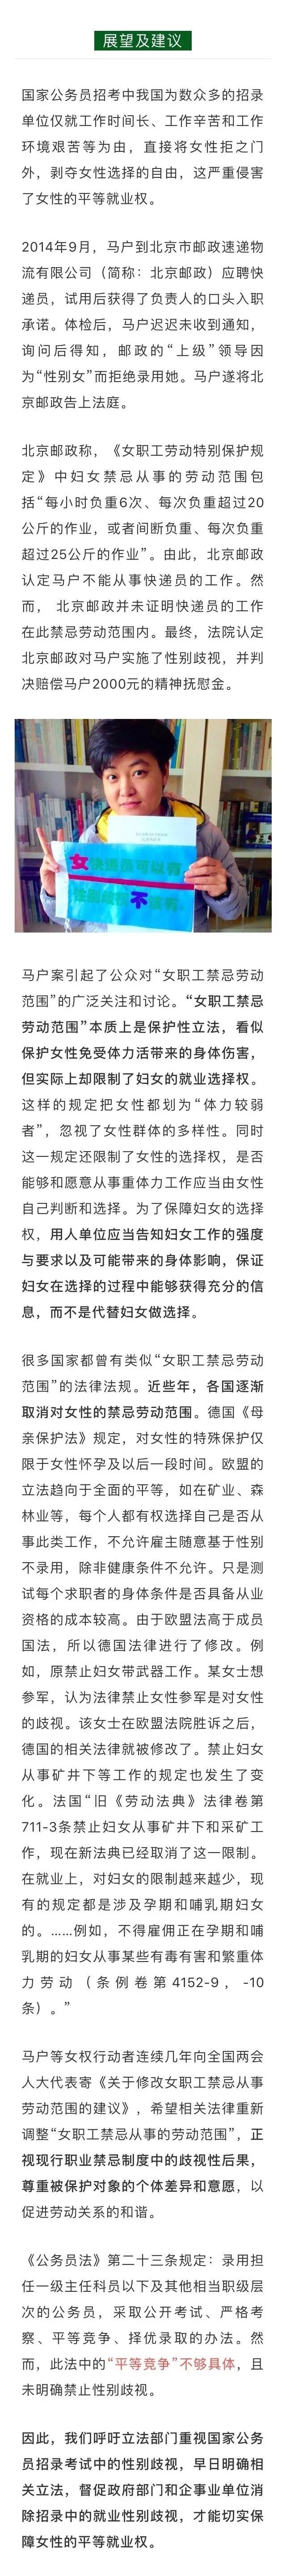 展望及建议
国家公务员招考中我国为数众多的招录
单位仅就工作时间长、工作辛苦和工作
环境艰苦等为由，直接将女性拒之门
外，剥夺女性选择的自由，这严重侵害
了女性的平等就业权。
2014年9月，马户到北京市邮政速递物
流有限公司（简称：北京邮政）应聘快
递员，试用后获得了负责人的口头入职
承诺。体检后，马户迟迟未收到通知，
询问后得知，邮政的“上级”领导因
为“性别女”而拒绝录用她。马户遂将北
京邮政告上法庭。
北京邮政称，《女职工劳动特别保护规
定》中妇女禁忌从事的劳动范围包
括“每小时负重6次、每次负重超过20
公斤的作业，或者间断负重、每次负重
超过25公斤的作业”。由此，北京邮政
认定马户不能从事快递员的工作。然
而， 北京邮政并未证明快递员的工作
在此禁忌劳动范围内。最终，法院认定
北京邮政对马户实施了性别歧视，并判
决赔偿马户2000元的精神抚慰金。
女快递员可以有
性别歧视不该有
马户案引起了公众对“女职工禁忌劳动
范围”的广泛关注和讨论。“女职工禁忌
劳动范围”本质上是保护性立法，看似
保护女性免受体力活带来的身体伤害，
但实际上却限制了妇女的就业选择权。
这样的规定把女性都划为“体力较弱
者”，忽视了女性群体的多样性。同时
这一规定还限制了女性的选择权，是否
能够和愿意从事重体力工作应当由女性
自己判断和选择。为了保障妇女的选择
权，用人单位应当告知妇女工作的强度
与要求以及可能带来的身体影响，保证
妇女在选择的过程中能够获得充分的信
息，而不是代替妇女做选择。
很多国家都曾有类似“女职工禁忌劳动
范围”的法律法规。近些年，各国逐渐
取消对女性的禁忌劳动范围。德国《母
亲保护法》规定，对女性的特殊保护仅
限于女性怀孕及以后一段时间。欧盟的
立法趋向于全面的平等，如在矿业、森
林业等，每个人都有权选择自己是否从
事此类工作，不允许雇主随意基于性别
不录用，除非健康条件不允许。只是测
试每个求职者的身体条件是否具备从业
资格的成本较高。由于欧盟法高于成员
国法，所以德国法律进行了修改。例
如，原禁止妇女带武器工作。某女士想
参军，认为法律禁止女性参军是对女性
的歧视。该女士在欧盟法院胜诉之后，
德国的相关法律就被修改了。禁止妇女
从事矿井下等工作的规定也发生了变
化。法国“旧《劳动法典》法律卷第
711-3条禁止妇女从事矿井下和采矿工
作，现在新法典已经取消了这一限制。
在就业上，对妇女的限制越来越少，现
有的规定都是涉及孕期和哺乳期妇女
的。……例如，不得雇佣正在孕期和哺
乳期的妇女从事某些有毒有害和繁重体
力劳动（条例卷第4152-9，-10
条）。”
马户等女权行动者连续几年向全国两会
人大代表寄《关于修改女职工禁忌从事
劳动范围的建议》，希望相关法律重新
调整“女职工禁忌从事的劳动范围”，正
视现行职业禁忌制度中的歧视性后果，
尊重被保护对象的个体差异和意愿，以
促进劳动关系的和谐。
《公务员法》第二十三条规定：录用担
任一级主任科员以下及其他相当职级层
次的公务员，采取公开考试、严格考
察、平等竞争、择优录取的办法。然
而，此法中的“平等竞争”不够具体，且
未明确禁止性别歧视。
因此，我们呼吁立法部门重视国家公务
员招录考试中的性别歧视，早日明确相
关立法，督促政府部门和企事业单位消
除招录中的就业性别歧视，才能切实保
障女性的平等就业权。